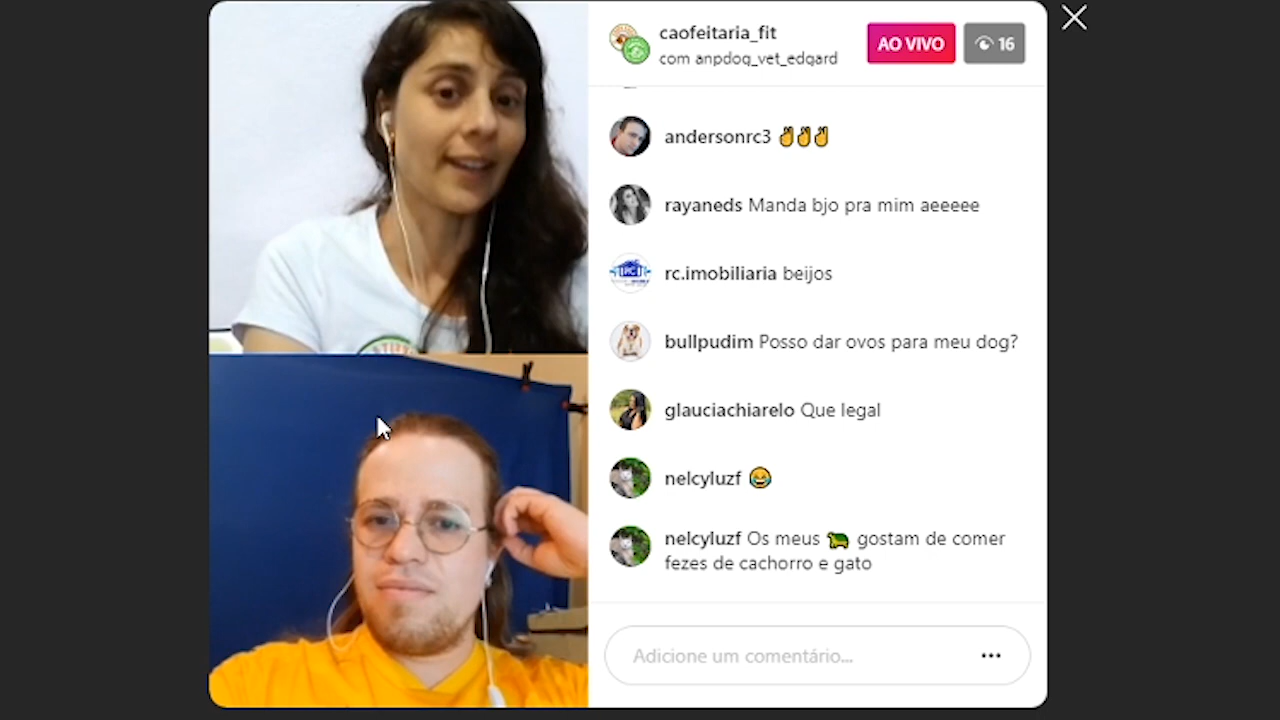 caofeitaria_fit
com anpdog_vet_edgard
AO VIVO
16
andersonrc3 ✌✌✌
rayaneds Manda bjo pra mim aeeeee
rc.imobiliaria beijos
bullpudim Posso dar ovos para meu dog?
glauciachiarelo Que legal
nelcyluzf 😂
nelcyluzf Os meus 🐢 gostam de comer
fezes de cachorro e gato
Adicione um comentário...